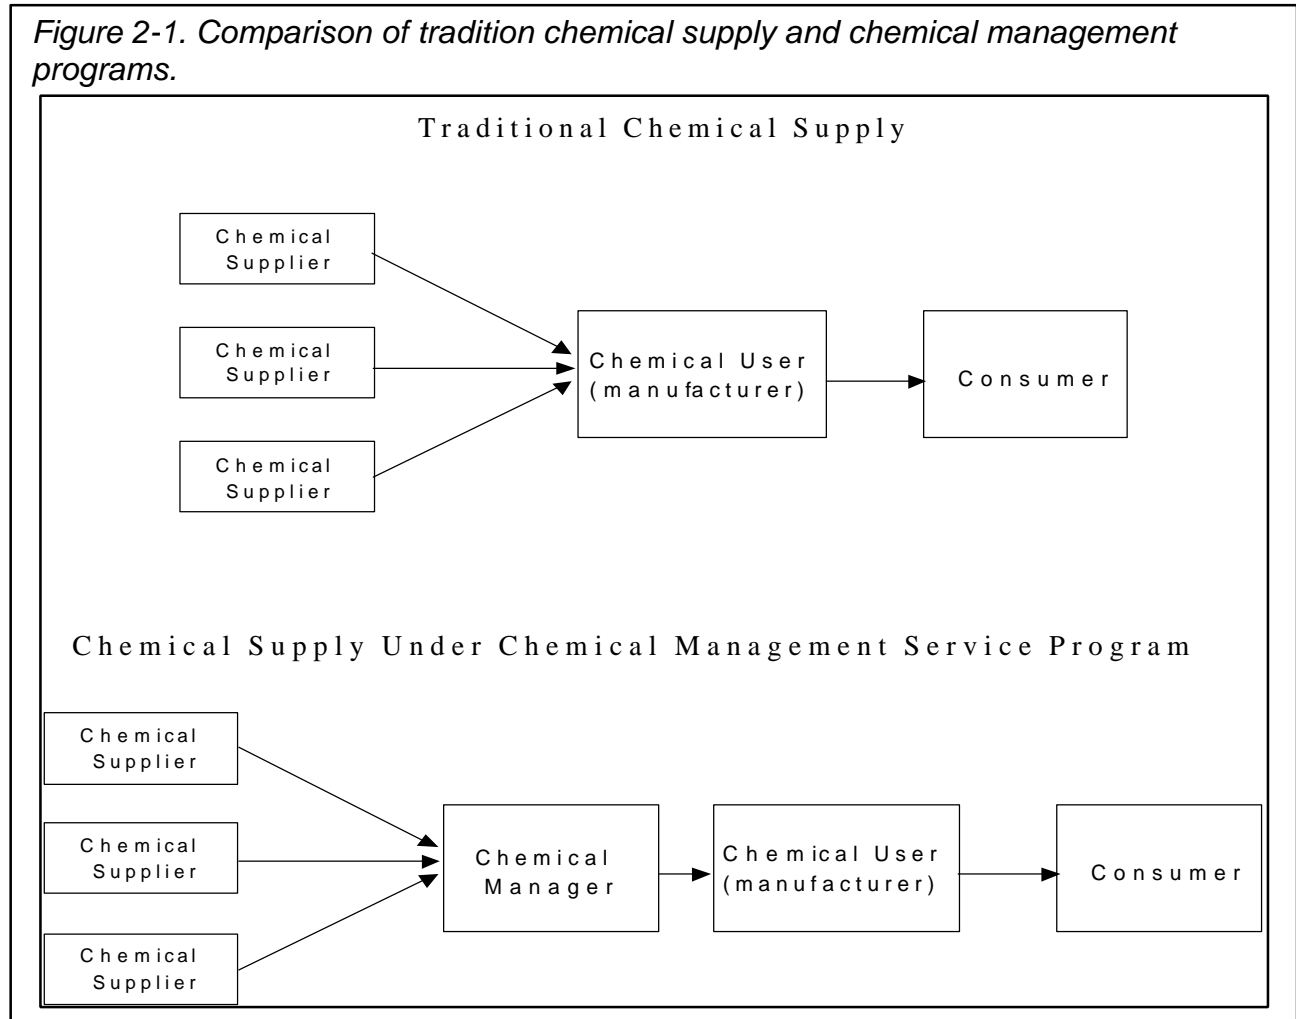 Figure 2-1. Comparison of tradition chemical supply and chemical management
programs.
Traditional Chemical Supply
Chemical
Supplier
Chemical
Supplier
Chemical
Supplier
Chemical User
(manufacturer)
Consumer
Chemical Supply Under Chemical Management Service Program
Chemical
Supplier
Chemical
Supplier
Chemical
Supplier
Chemical
Manager
Chemical User
(manufacturer)
Consumer